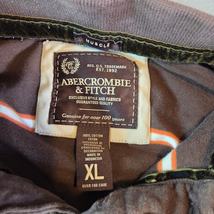 MUSCLE
REG. U.S. TRADEMARK
EST. 1892
ABERCROMBIE
& FITCH
EXCLUSIVE STYLE AND FABRICS
GUARANTEED QUALITY
Genuine for over 100 years
100% COTTON
MADE IN
INDONESIA
XL